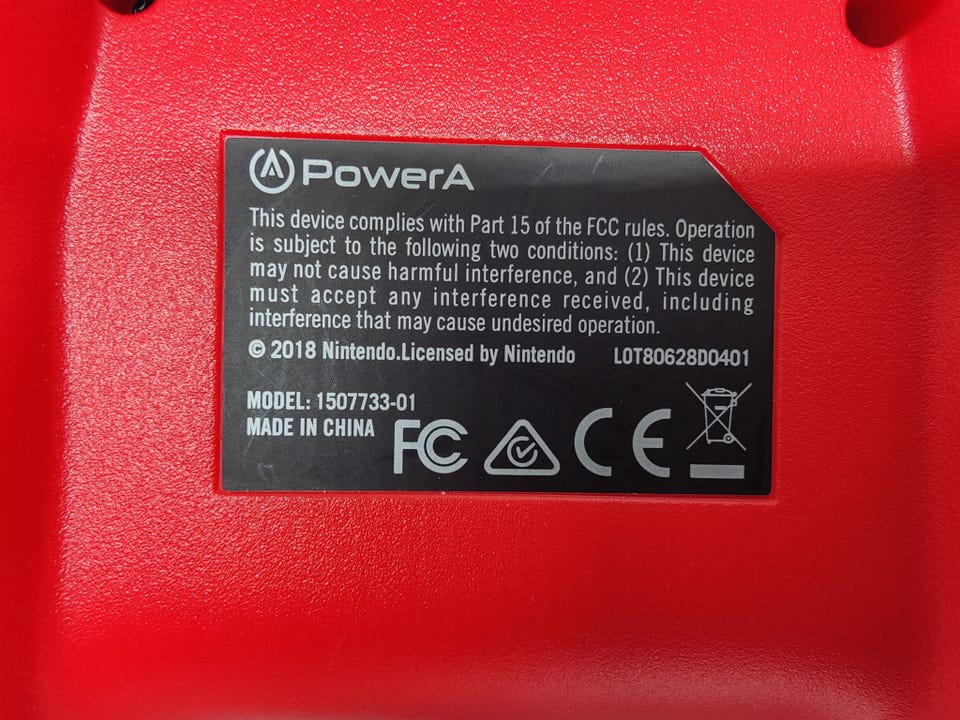 PowerA
This device complies with Part 15 of the FCC rules. Operation
is subject to the following two conditions: (1) This device
may not cause harmful interference, and (2) This device
must accept any interference received, including
interference that may cause undesired operation.
© 2018 Nintendo.Licensed by Nintendo LOT80628D0401
MODEL: 1507733-01
MADE IN CHINA FC CE